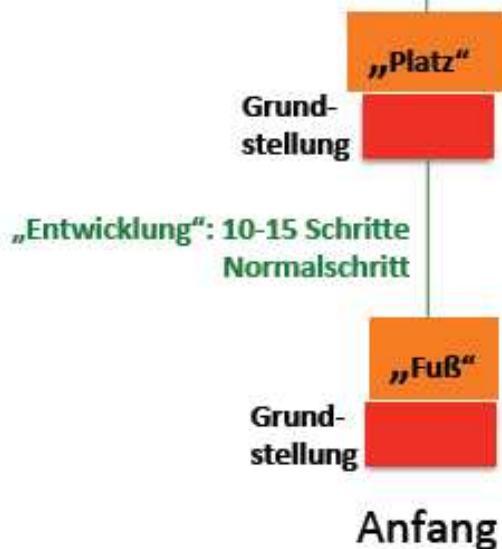 „Platz“
Grund-
stellung
„Entwicklung“: 10-15 Schritte
Normalschritt
„Fuß“
Grund-
stellung
Anfang